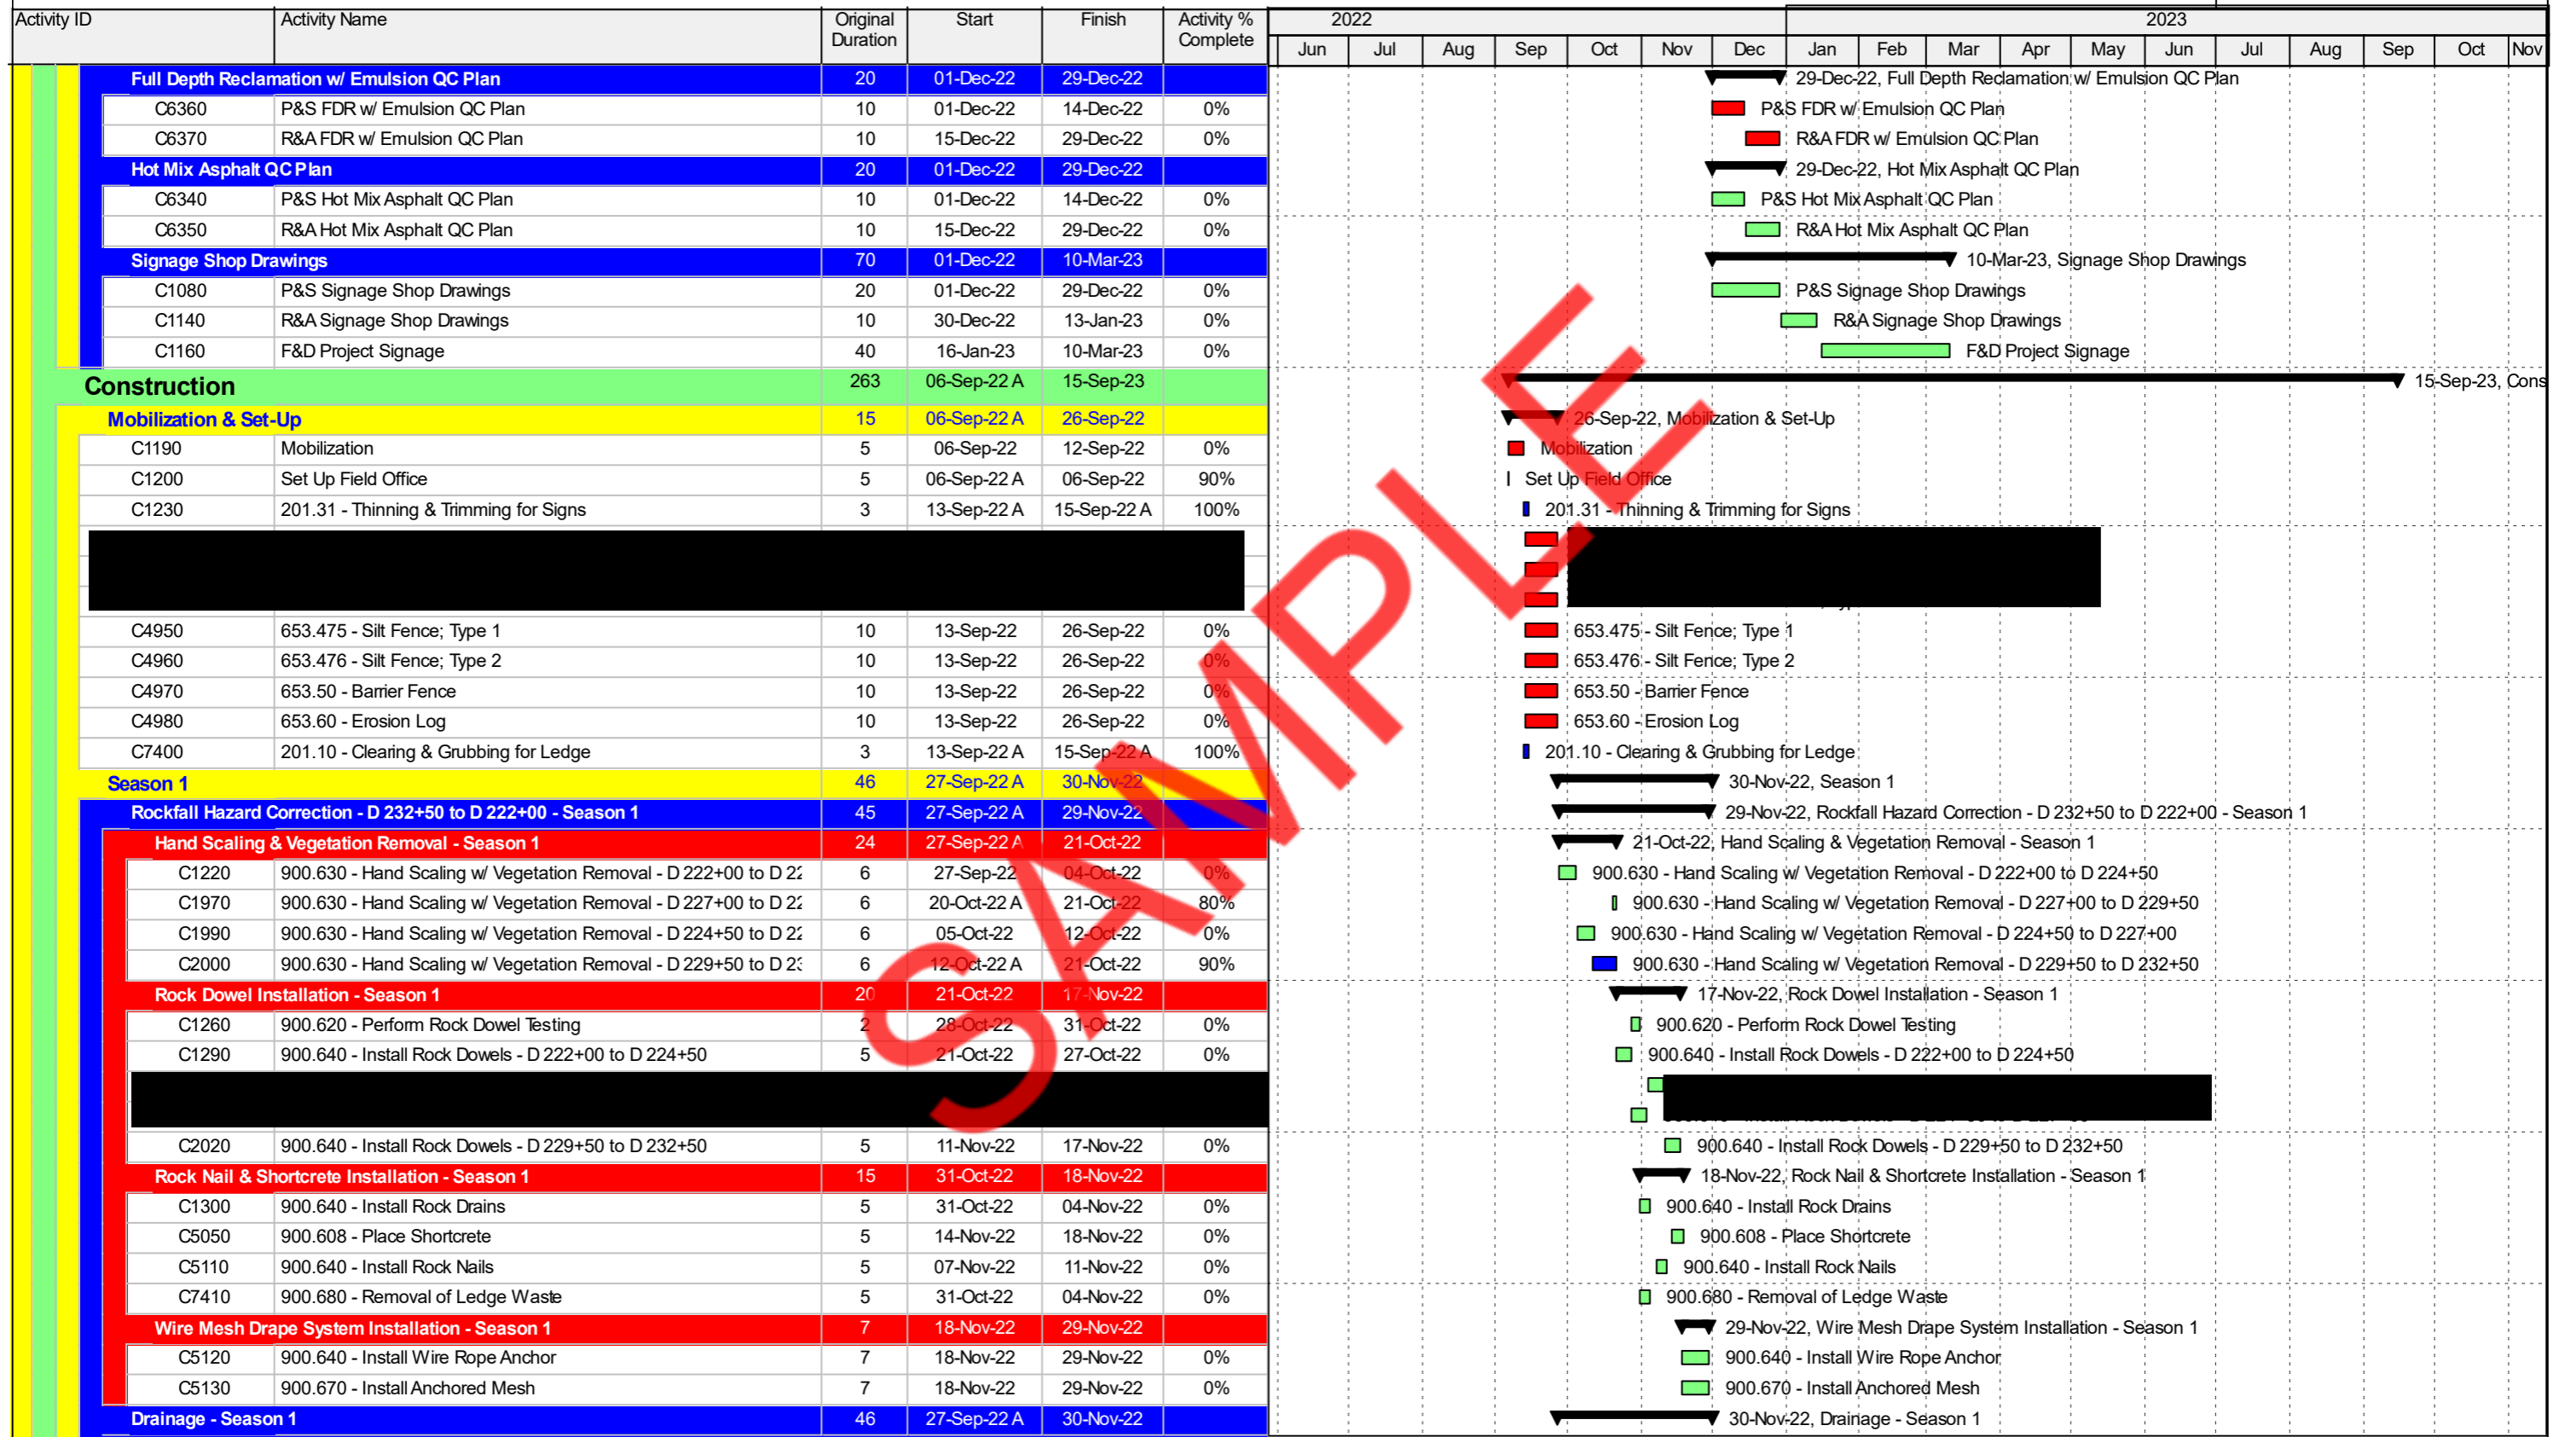 Activity ID Activity Name Original Duration Start Finish Activity % Complete 2022 2023
Jun Jul Aug Sep Oct Nov Dec Jan Feb Mar Apr May Jun Jul Aug Sep Oct Nov
Full Depth Reclamation w/ Emulsion QC Plan 20 01-Dec-22 29-Dec-22 29-Dec-22, Full Depth Reclamation w/ Emulsion QC Plan
C6360 P&S FDR w/ Emulsion QC Plan 10 01-Dec-22 14-Dec-22 0% P&S FDR w/ Emulsion QC Plan
C6370 R&A FDR w/ Emulsion QC Plan 10 15-Dec-22 29-Dec-22 0% R&A FDR w/ Emulsion QC Plan
Hot Mix Asphalt QC Plan 20 01-Dec-22 29-Dec-22 29-Dec-22, Hot Mix Asphalt QC Plan
C6340 P&S Hot Mix Asphalt QC Plan 10 01-Dec-22 14-Dec-22 0% P&S Hot Mix Asphalt QC Plan
C6350 R&A Hot Mix Asphalt QC Plan 10 15-Dec-22 29-Dec-22 0% R&A Hot Mix Asphalt QC Plan
Signage Shop Drawings 70 01-Dec-22 10-Mar-23 10-Mar-23, Signage Shop Drawings
C1080 P&S Signage Shop Drawings 20 01-Dec-22 29-Dec-22 0% P&S Signage Shop Drawings
C1140 R&A Signage Shop Drawings 10 30-Dec-22 13-Jan-23 0% R&A Signage Shop Drawings
C1160 F&D Project Signage 40 16-Jan-23 10-Mar-23 0% F&D Project Signage
Construction 263 06-Sep-22 A 15-Sep-23 15-Sep-23, Cons
Mobilization & Set-Up 15 06-Sep-22 A 26-Sep-22 26-Sep-22, Mobilization & Set-Up
C1190 Mobilization 5 06-Sep-22 12-Sep-22 0% Mobilization
C1200 Set Up Field Office 5 06-Sep-22 A 06-Sep-22 90% Set Up Field Office
C1230 201.31 - Thinning & Trimming for Signs 3 13-Sep-22 A 15-Sep-22 A 100% 201.31 - Thinning & Trimming for Signs
C4950 653.475 - Silt Fence; Type 1 10 13-Sep-22 26-Sep-22 0% 653.475 - Silt Fence; Type 1
C4960 653.476 - Silt Fence; Type 2 10 13-Sep-22 26-Sep-22 0% 653.476 - Silt Fence; Type 2
C4970 653.50 - Barrier Fence 10 13-Sep-22 26-Sep-22 0% 653.50 - Barrier Fence
C4980 653.60 - Erosion Log 10 13-Sep-22 26-Sep-22 0% 653.60 - Erosion Log
C7400 201.10 - Clearing & Grubbing for Ledge 3 13-Sep-22 A 15-Sep-22 A 100% 201.10 - Clearing & Grubbing for Ledge
Season 1 46 27-Sep-22 A 30-Nov-22 30-Nov-22, Season 1
Rockfall Hazard Correction - D 232+50 to D 222+00 - Season 1 45 27-Sep-22 A 29-Nov-22 29-Nov-22, Rockfall Hazard Correction - D 232+50 to D 222+00 - Season 1
Hand Scaling & Vegetation Removal - Season 1 24 27-Sep-22 A 21-Oct-22 21-Oct-22, Hand Scaling & Vegetation Removal - Season 1
C1220 900.630 - Hand Scaling w/ Vegetation Removal - D 222+00 to D 22 6 27-Sep-22 04-Oct-22 0% 900.630 - Hand Scaling w/ Vegetation Removal - D 222+00 to D 224+50
C1970 900.630 - Hand Scaling w/ Vegetation Removal - D 227+00 to D 22 6 20-Oct-22 A 21-Oct-22 80% 900.630 - Hand Scaling w/ Vegetation Removal - D 227+00 to D 229+50
C1990 900.630 - Hand Scaling w/ Vegetation Removal - D 224+50 to D 22 6 05-Oct-22 12-Oct-22 0% 900.630 - Hand Scaling w/ Vegetation Removal - D 224+50 to D 227+00
C2000 900.630 - Hand Scaling w/ Vegetation Removal - D 229+50 to D 23 6 12-Oct-22 A 21-Oct-22 90% 900.630 - Hand Scaling w/ Vegetation Removal - D 229+50 to D 232+50
Rock Dowel Installation - Season 1 20 21-Oct-22 17-Nov-22 17-Nov-22, Rock Dowel Installation - Season 1
C1260 900.620 - Perform Rock Dowel Testing 2 28-Oct-22 31-Oct-22 0% 900.620 - Perform Rock Dowel Testing
C1290 900.640 - Install Rock Dowels - D 222+00 to D 224+50 5 21-Oct-22 27-Oct-22 0% 900.640 - Install Rock Dowels - D 222+00 to D 224+50
C2020 900.640 - Install Rock Dowels - D 229+50 to D 232+50 5 11-Nov-22 17-Nov-22 0% 900.640 - Install Rock Dowels - D 229+50 to D 232+50
Rock Nail & Shortcrete Installation - Season 1 15 31-Oct-22 18-Nov-22 18-Nov-22, Rock Nail & Shortcrete Installation - Season 1
C1300 900.640 - Install Rock Drains 5 31-Oct-22 04-Nov-22 0% 900.640 - Install Rock Drains
C5050 900.608 - Place Shortcrete 5 14-Nov-22 18-Nov-22 0% 900.608 - Place Shortcrete
C5110 900.640 - Install Rock Nails 5 07-Nov-22 11-Nov-22 0% 900.640 - Install Rock Nails
C7410 900.680 - Removal of Ledge Waste 5 31-Oct-22 04-Nov-22 0% 900.680 - Removal of Ledge Waste
Wire Mesh Drape System Installation - Season 1 7 18-Nov-22 29-Nov-22 29-Nov-22, Wire Mesh Drape System Installation - Season 1
C5120 900.640 - Install Wire Rope Anchor 7 18-Nov-22 29-Nov-22 0% 900.640 - Install Wire Rope Anchor
C5130 900.670 - Install Anchored Mesh 7 18-Nov-22 29-Nov-22 0% 900.670 - Install Anchored Mesh
Drainage - Season 1 46 27-Sep-22 A 30-Nov-22 30-Nov-22, Drainage - Season 1
SAMPLE